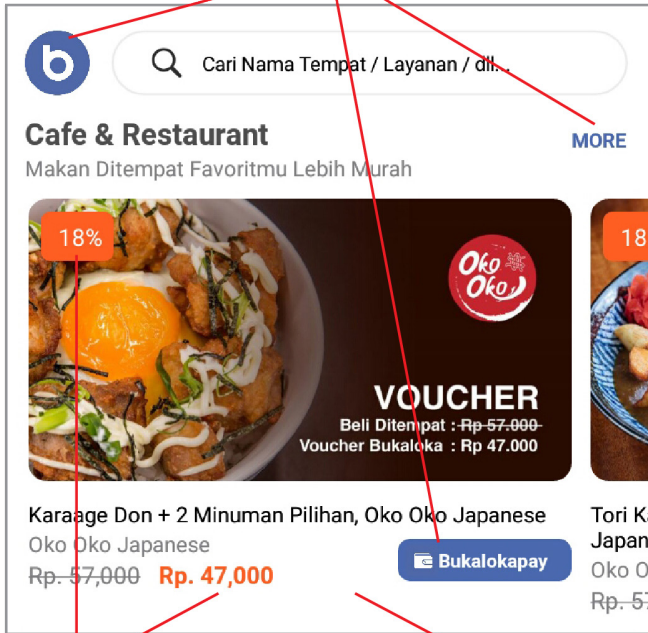 b
Cari Nama Tempat / Layanan / dll...
Cafe & Restaurant
MORE
Makan Ditempat Favoritmu Lebih Murah
18%
18
Oko
Oko
VOUCHER
Beli Ditempat : Rp 57.000
Voucher Bukaloka : Rp 47.000
Karaage Don + 2 Minuman Pilihan, Oko Oko Japanese
Oko Oko Japanese
Rp. 57,000 Rp. 47,000
Bukalokapay
Tori Ka
Japan
Oko O
Rp. 57